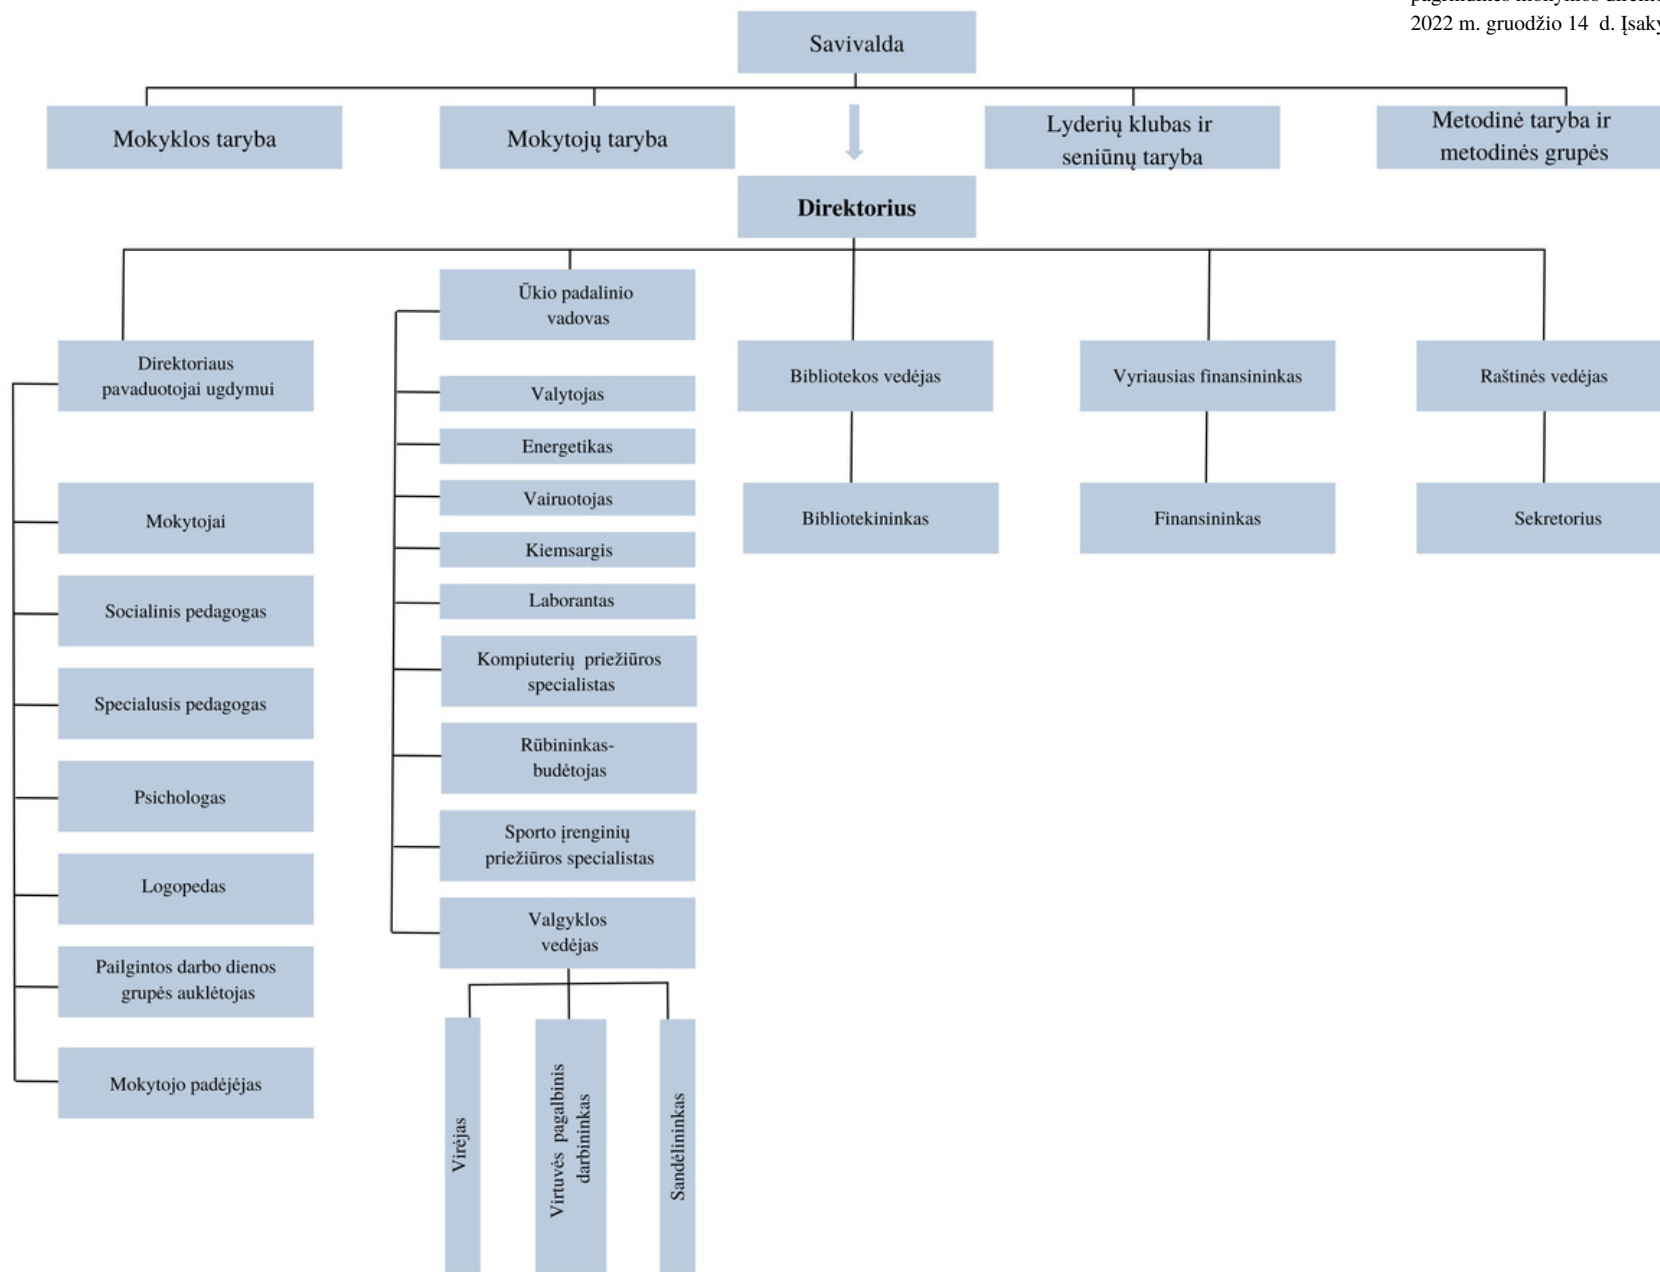 2022 m. gruodžio 14 d.
Savivalda
Mokyklos taryba
Mokytojų taryba
Lyderių klubas ir
seniūnų taryba
Metodinė taryba ir
metodinės grupės
Direktorius
Direktoriaus
pavaduotojai ugdymui
Mokytojai
Socialinis pedagogas
Specialusis pedagogas
Psichologas
Logopedas
Pailgintos darbo dienos
grupės auklėtojas
Mokytojo padėjėjas
Ūkio padalinio
vadovas
Valytojas
Energetikas
Vairuotojas
Kiemsargis
Laborantas
Kompiuterių priežiūros
specialistas
Rūbininkas-
budėtojas
Sporto įrenginių
priežiūros specialistas
Valgyklos
vedėjas
Virėjas
Virtuvės pagalbinis
darbininkas
Sandėlininkas
Bibliotekos vedėjas
Bibliotekininkas
Vyriausias finansininkas
Finansininkas
Raštinės vedėjas
Sekretorius